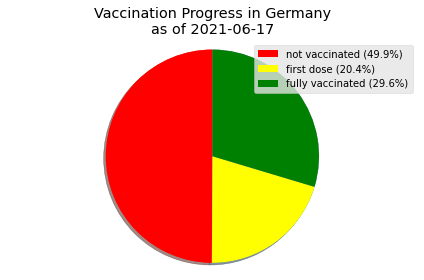 Vaccination Progress in Germany
as of 2021-06-17
not vaccinated (49.9%)
first dose (20.4%)
fully vaccinated (29.6%)